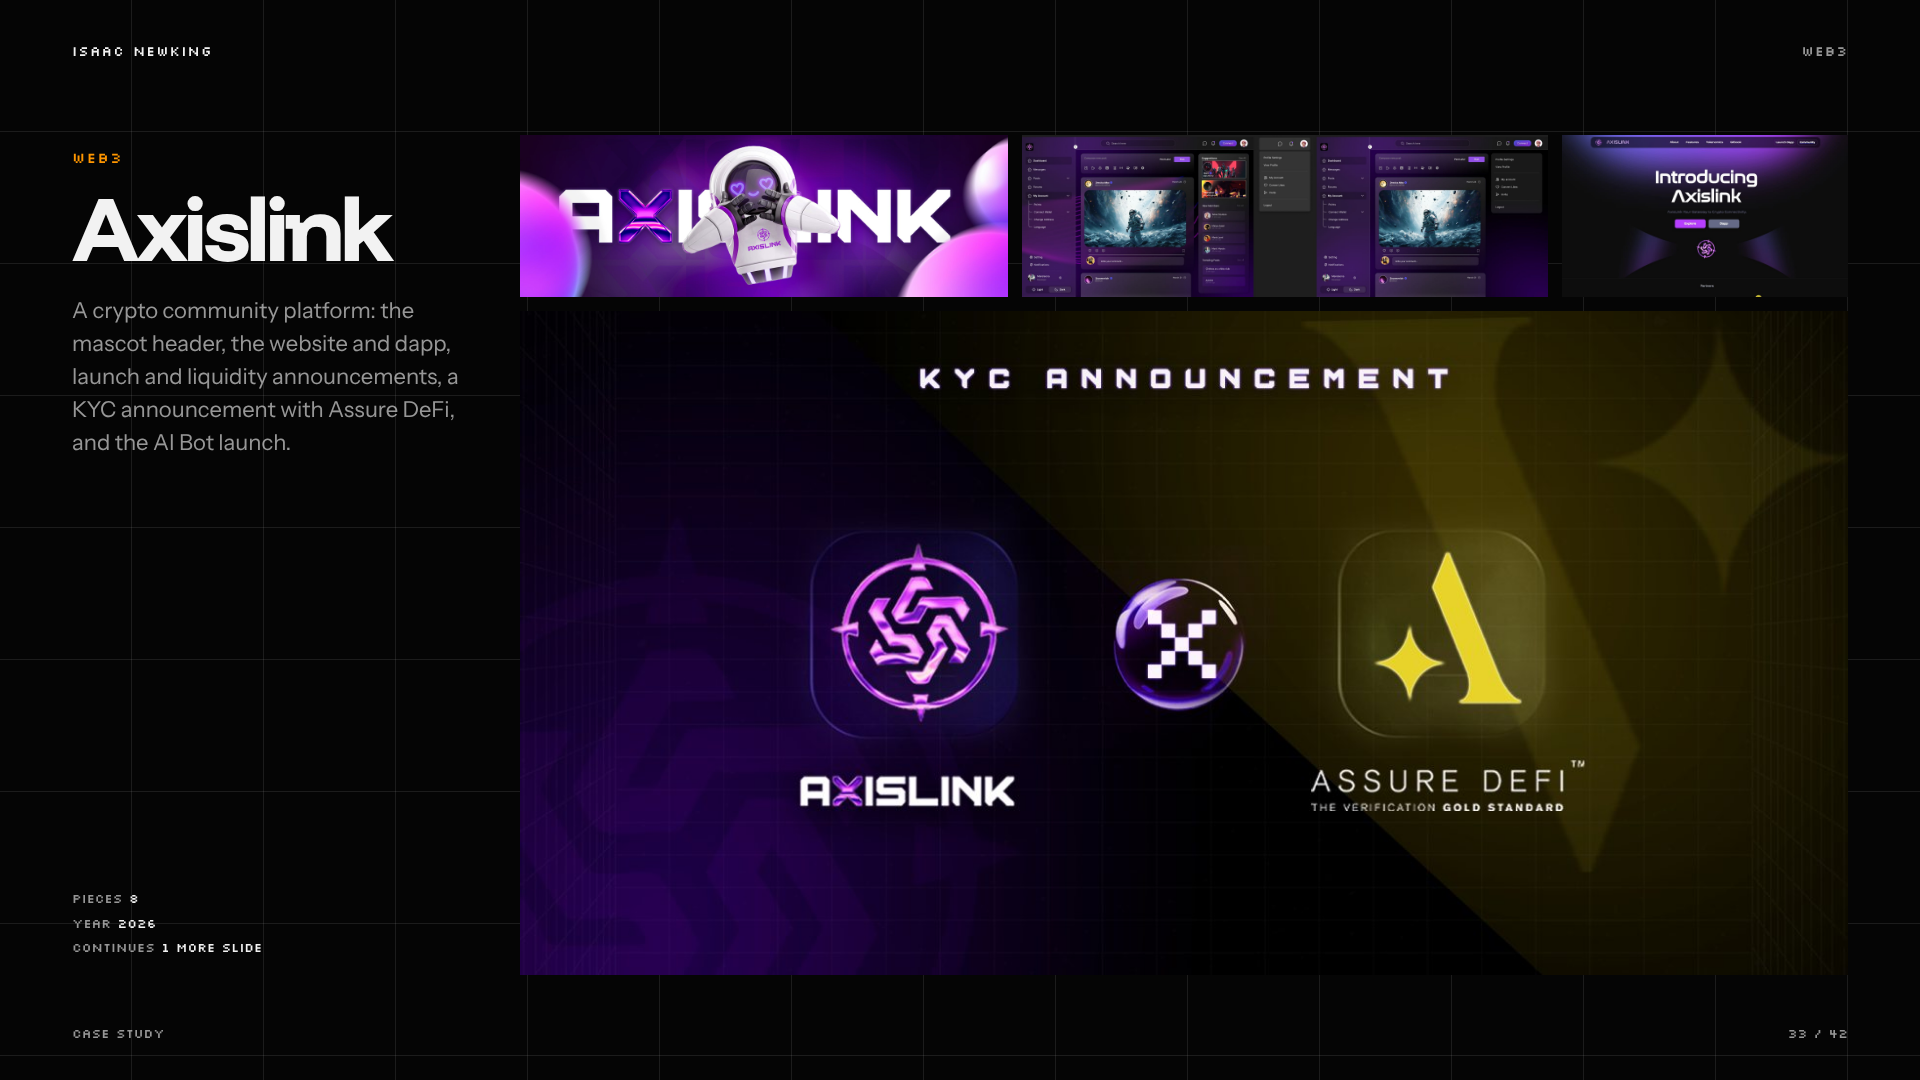 ISAAC NEWKING
WEB3
WEB3
Axislink
A crypto community platform: the
mascot header, the website and dapp,
launch and liquidity announcements, a
KYC announcement with Assure DeFi,
and the AI Bot launch.
AXISLINK
Introducing
Axislink
KYC ANNOUNCEMENT
AXISLINK
ASSURE DEFI™
THE VERIFICATION GOLD STANDARD
PIECES 8
YEAR 2026
CONTINUES 1 MORE SLIDE
CASE STUDY
33 / 42